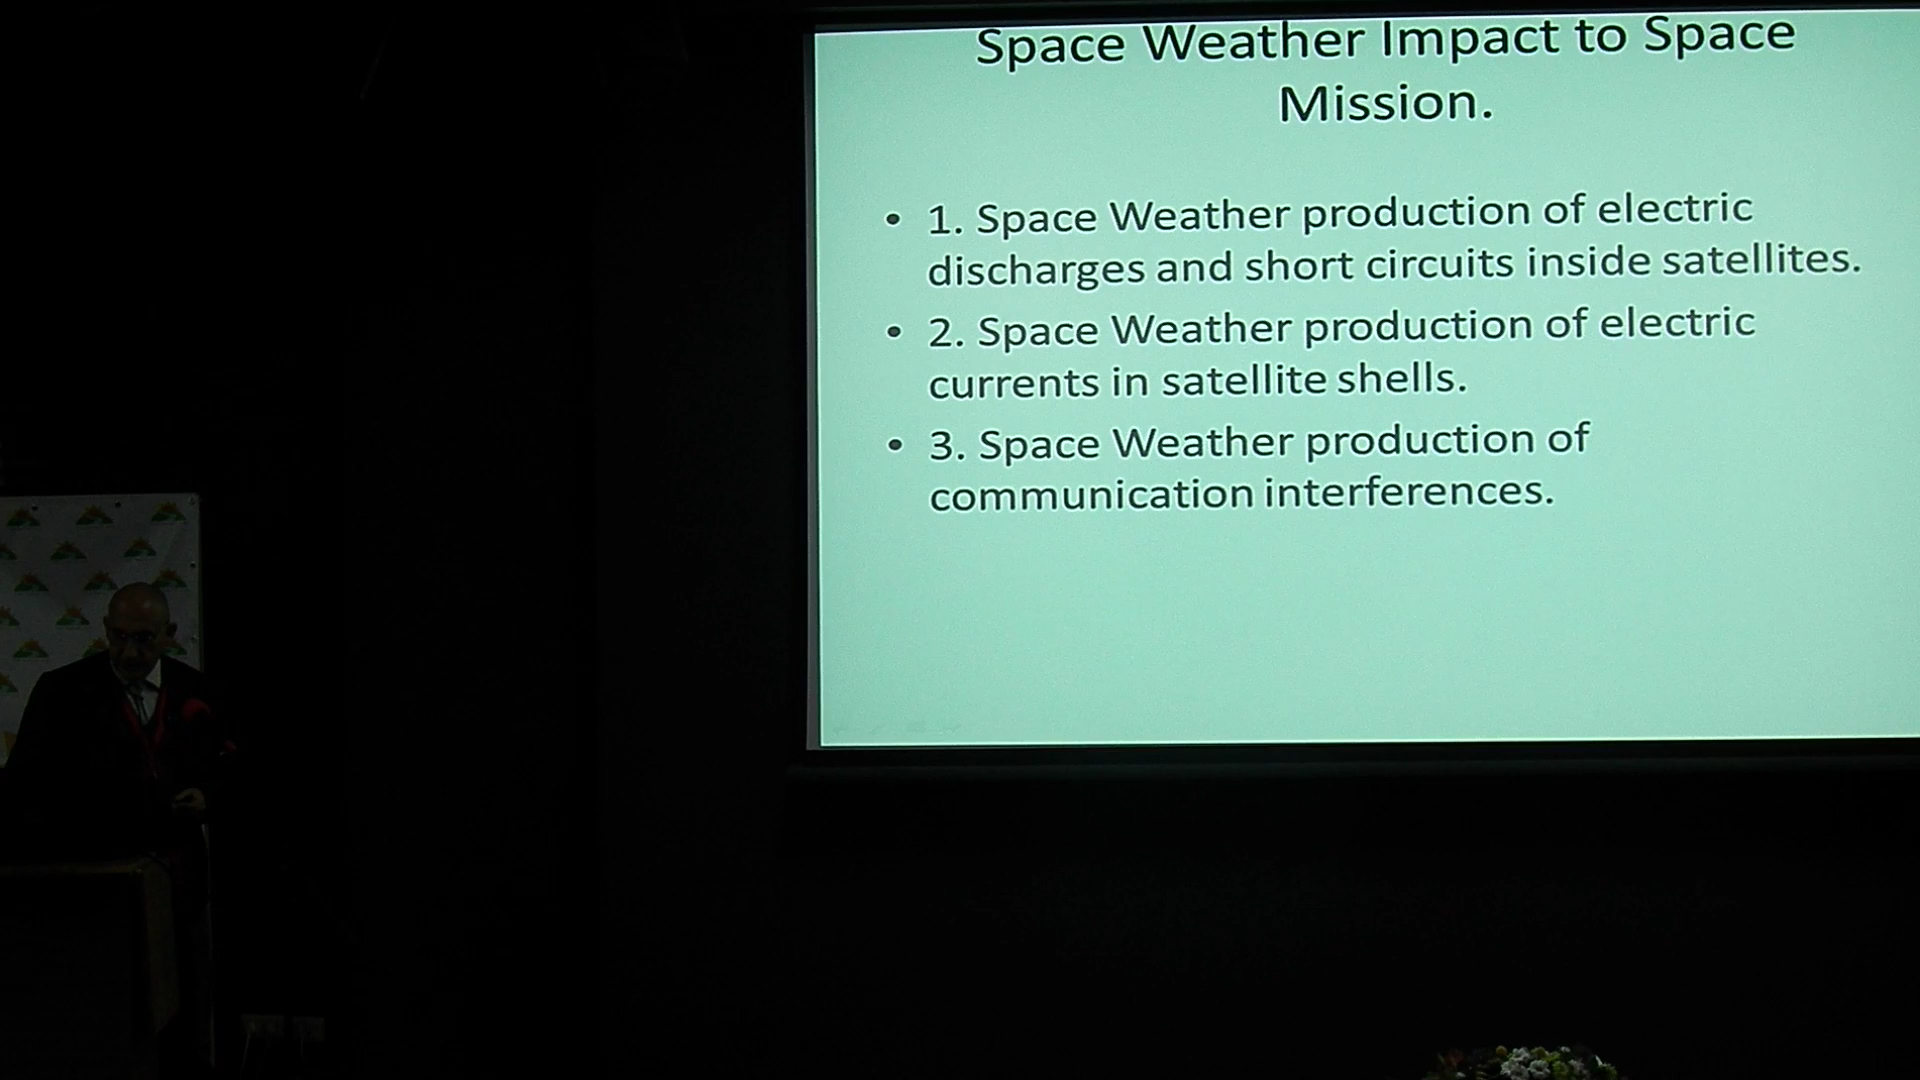 Space Weather Impact to Space
Mission.
• 1. Space Weather production of electric
discharges and short circuits inside satellites.
• 2. Space Weather production of electric
currents in satellite shells.
• 3. Space Weather production of
communication interferences.